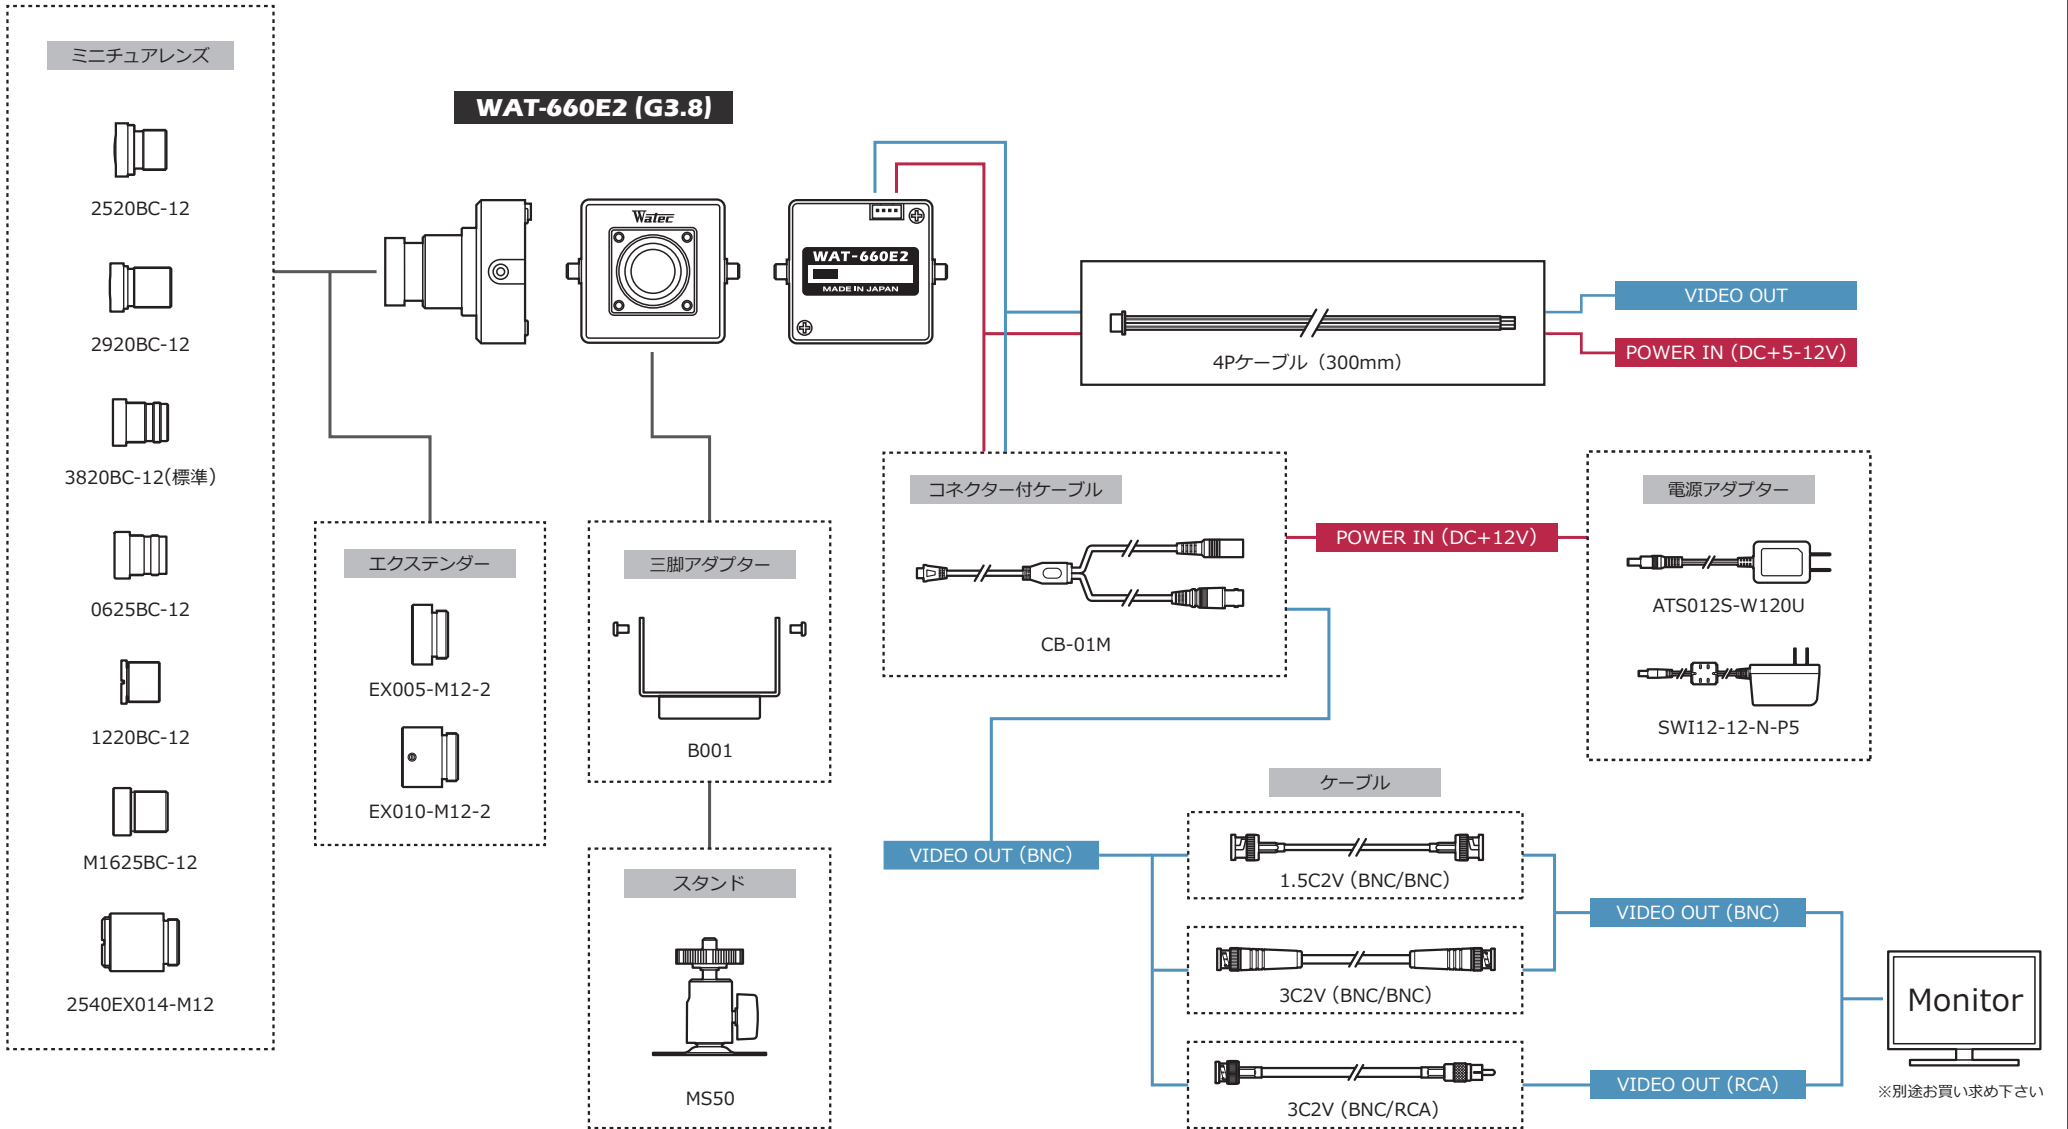 ミニチュアレンズ
2520BC-12
2920BC-12
3820BC-12(標準)
0625BC-12
1220BC-12
M1625BC-12
2540EX014-M12
WAT-660E2 (G3.8)
Watec
WAT-660E2
MADE IN JAPAN
4Pケーブル（300mm）
VIDEO OUT
POWER IN (DC+5-12V)
エクステンダー
EX005-M12-2
EX010-M12-2
三脚アダプター
B001
スタンド
MS50
コネクター付ケーブル
CB-01M
POWER IN (DC+12V)
電源アダプター
ATS012S-W120U
SWI12-12-N-P5
ケーブル
VIDEO OUT (BNC)
1.5C2V (BNC/BNC)
3C2V (BNC/BNC)
3C2V (BNC/RCA)
VIDEO OUT (BNC)
VIDEO OUT (RCA)
Monitor
※別途お買い求め下さい